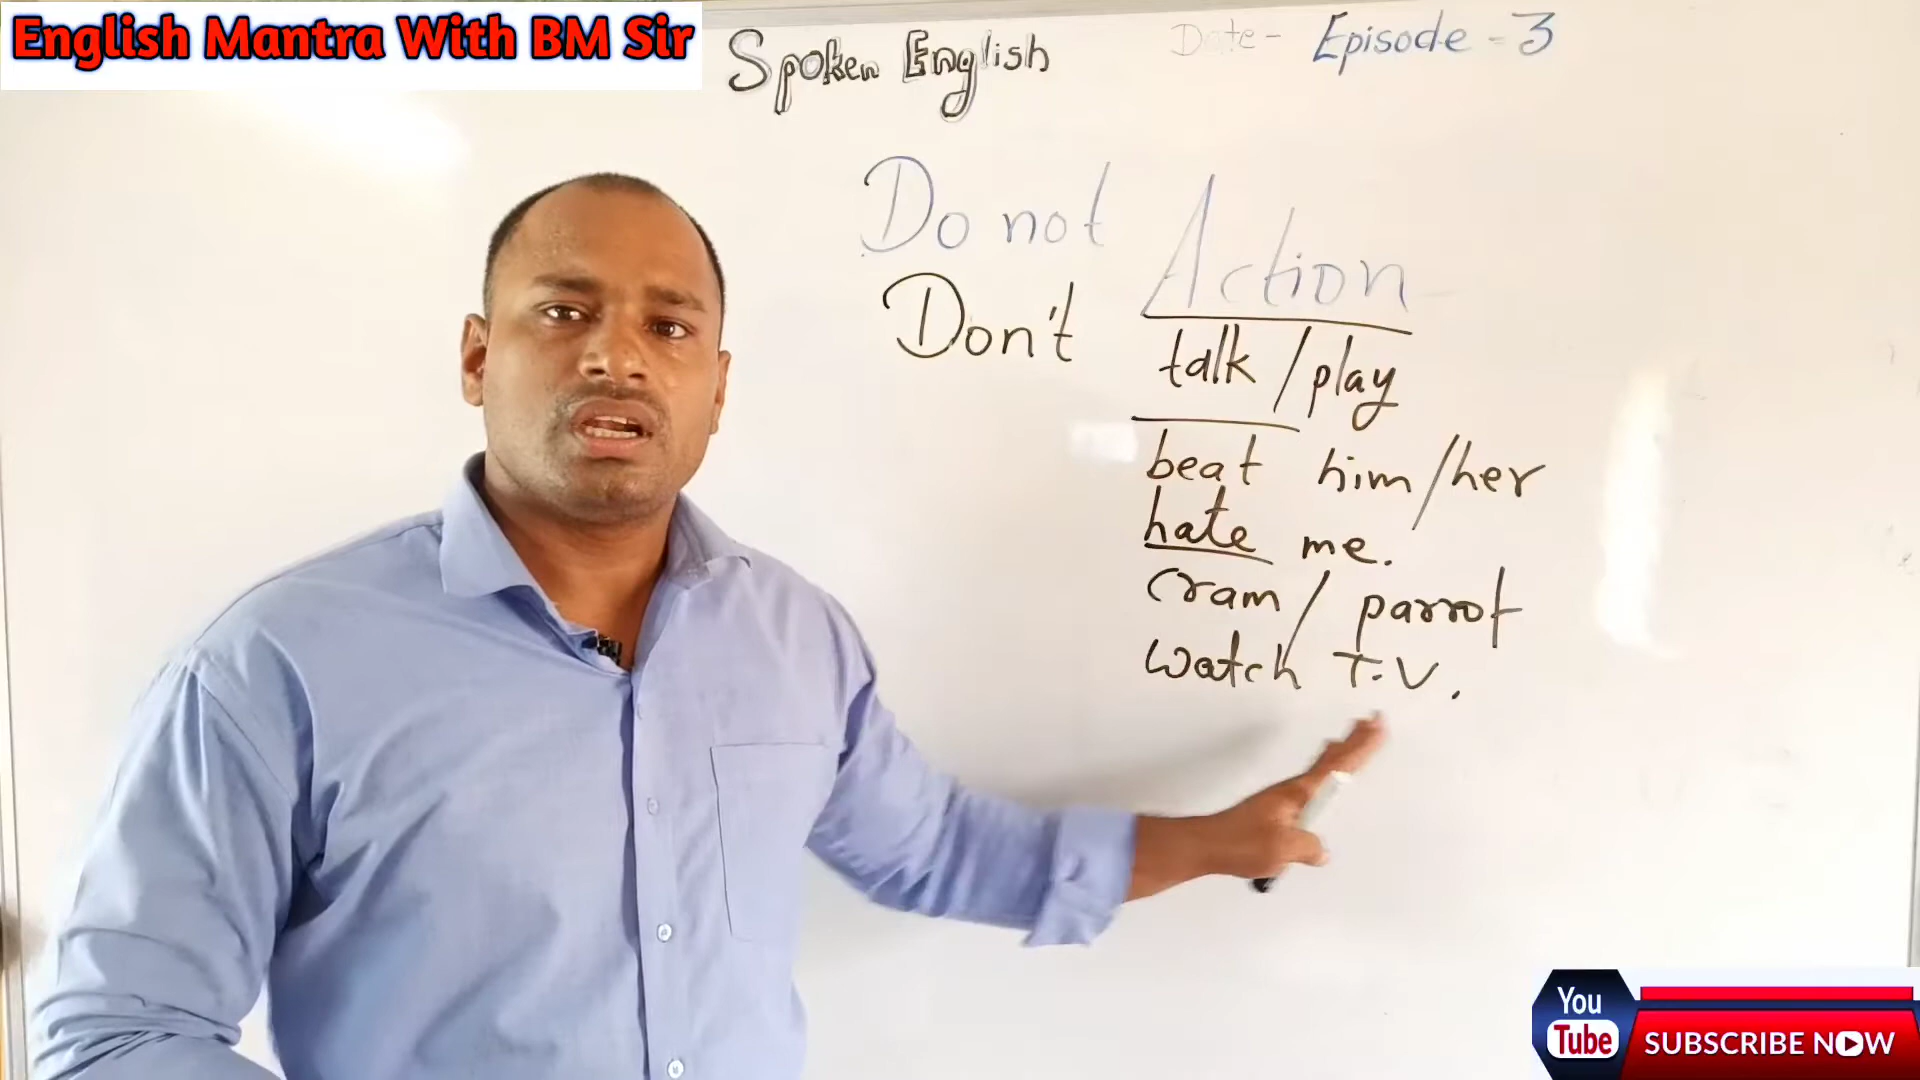 English Mantra With BM Sir
Spoken English
Date - Episode - 3
Do not Action
Don't talk / play
beat him / her
hate me.
cram / parrot
watch T.V.
You
Tube
SUBSCRIBE NOW